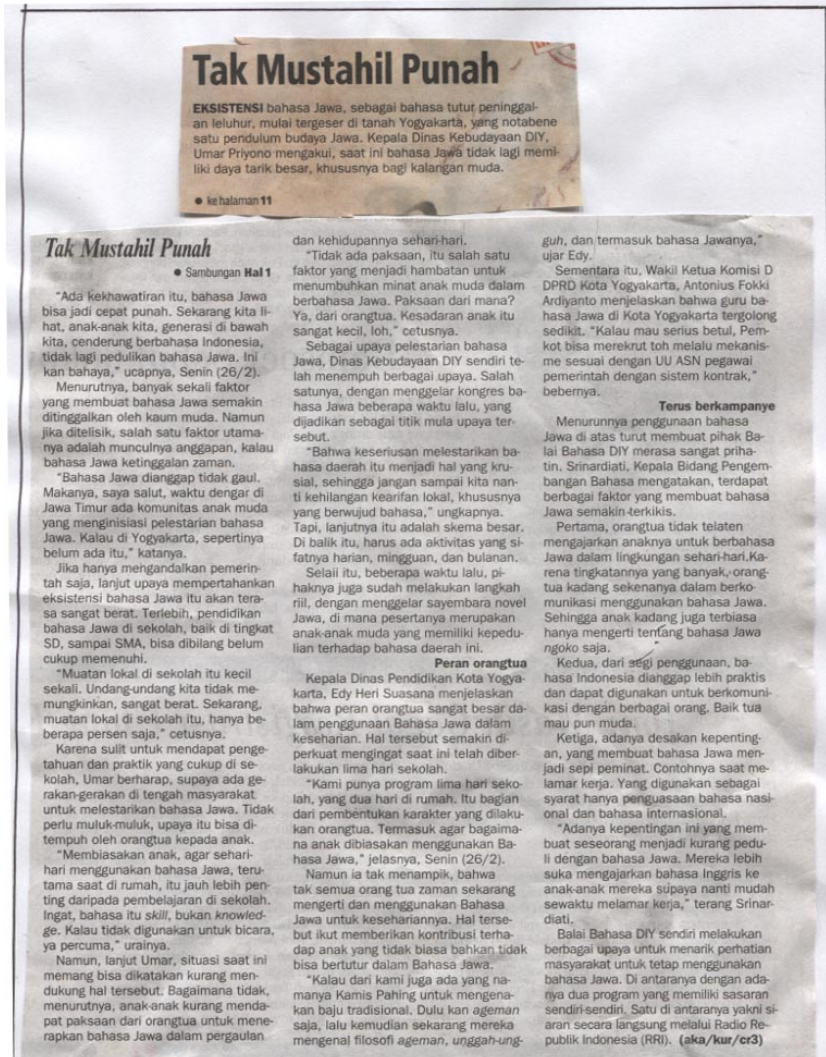 Tak Mustahil Punah
EKSISTENSI bahasa Jawa, sebagai bahasa tutur peninggal-
an leluhur, mulai tergeser di tanah Yogyakarta, yang notabene
satu pendulum budaya Jawa. Kepala Dinas Kebudayaan DIY,
Umar Priyono mengakui, saat ini bahasa Jawa tidak lagi memi-
liki daya tarik besar, khususnya bagi kalangan muda.
● ke halaman 11
Tak Mustahil Punah
● Sambungan Hal 1
"Ada kekhawatiran itu, bahasa Jawa
bisa jadi cepat punah. Sekarang kita li-
hat, anak-anak kita, generasi di bawah
kita, cenderung berbahasa Indonesia,
tidak lagi pedulikan bahasa Jawa. Ini
kan bahaya," ucapnya, Senin (26/2).
Menurutnya, banyak sekali faktor
yang membuat bahasa Jawa semakin
ditinggalkan oleh kaum muda. Namun
jika ditelisik, salah satu faktor utama-
nya adalah munculnya anggapan, kalau
bahasa Jawa ketinggalan zaman.
"Bahasa Jawa dianggap tidak gaul.
Makanya, saya salut, waktu dengar di
Jawa Timur ada komunitas anak muda
yang menginisiasi pelestarian bahasa
Jawa. Kalau di Yogyakarta, sepertinya
belum ada itu," katanya.
Jika hanya mengandalkan pemerin-
tah saja, lanjut upaya mempertahankan
eksistensi bahasa Jawa itu akan tera-
sa sangat berat. Terlebih, pendidikan
bahasa Jawa di sekolah, baik di tingkat
SD, sampai SMA, bisa dibilang belum
cukup memenuhi.
"Muatan lokal di sekolah itu kecil
sekali. Undang-undang kita tidak me-
mungkinkan, sangat berat. Sekarang,
muatan lokal di sekolah itu, hanya be-
berapa persen saja," cetusnya.
Karena sulit untuk mendapat penge-
tahuan dan praktik yang cukup di se-
kolah, Umar berharap, supaya ada ge-
rakan-gerakan di tengah masyarakat
untuk melestarikan bahasa Jawa. Tidak
perlu muluk-muluk, upaya itu bisa di-
tempuh oleh orangtua kepada anak.
"Membiasakan anak, agar sehari-
hari menggunakan bahasa Jawa, teru-
tama saat di rumah, itu jauh lebih pen-
ting daripada pembelajaran di sekolah.
Ingat, bahasa itu skill, bukan knowled-
ge. Kalau tidak digunakan untuk bicara,
ya percuma," urainya.
Namun, lanjut Umar, situasi saat ini
memang bisa dikatakan kurang men-
dukung hal tersebut. Bagaimana tidak,
menurutnya, anak-anak kurang menda-
pat paksaan dari orangtua untuk mene-
rapkan bahasa Jawa dalam pergaulan
dan kehidupannya sehari-hari.
"Tidak ada paksaan, itu salah satu
faktor yang menjadi hambatan untuk
menumbuhkan minat anak muda dalam
berbahasa Jawa. Paksaan dari mana?
Ya, dari orangtua. Kesadaran anak itu
sangat kecil, loh," cetusnya.
Sebagai upaya pelestarian bahasa
Jawa, Dinas Kebudayaan DIY sendiri te-
lah menempuh berbagai upaya. Salah
satunya, dengan menggelar kongres ba-
hasa Jawa beberapa waktu lalu, yang
dijadikan sebagai titik mula upaya ter-
sebut.
"Bahwa keseriusan melestarikan ba-
hasa daerah itu menjadi hal yang kru-
sial, sehingga jangan sampai kita nan-
ti kehilangan kearifan lokal, khususnya
yang berwujud bahasa," ungkapnya.
Tapi, lanjutnya itu adalah skema besar.
Di balik itu, harus ada aktivitas yang si-
fatnya harian, mingguan, dan bulanan.
Selaii itu, beberapa waktu lalu, pi-
haknya juga sudah melakukan langkah
riil, dengan menggelar sayembara novel
Jawa, di mana pesertanya merupakan
anak-anak muda yang memiliki kepedu-
lian terhadap bahasa daerah ini.
Peran orangtua
Kepala Dinas Pendidikan Kota Yogya-
karta, Edy Heri Suasana menjelaskan
bahwa peran orangtua sangat besar da-
lam penggunaan Bahasa Jawa dalam
keseharian. Hal tersebut semakin di-
perkuat mengingat saat ini telah diber-
lakukan lima hari sekolah.
"Kami punya program lima hari seko-
lah, yang dua hari di rumah. Itu bagian
dari pembentukan karakter yang dilaku-
kan orangtua. Termasuk agar bagaima-
na anak dibiasakan menggunakan Ba-
hasa Jawa," jelasnya, Senin (26/2).
Namun ia tak menampik, bahwa
tak semua orang tua zaman sekarang
mengerti dan menggunakan Bahasa
Jawa untuk kesehariannya. Hal terse-
but ikut memberikan kontribusi terha-
dap anak yang tidak biasa bahkan tidak
bisa bertutur dalam Bahasa Jawa.
"Kalau dari kami juga ada yang na-
manya Kamis Pahing untuk mengena-
kan baju tradisional. Dulu kan ageman
saja, lalu kemudian sekarang mereka
mengenal filosofi ageman, unggah-ung-
guh, dan termasuk bahasa Jawanya,"
ujar Edy.
Sementara itu, Wakil Ketua Komisi D
DPRD Kota Yogyakarta, Antonius Fokki
Ardiyanto menjelaskan bahwa guru ba-
hasa Jawa di Kota Yogyakarta tergolong
sedikit. "Kalau mau serius betul, Pem-
kot bisa merekrut toh melalu mekanis-
me sesuai dengan UU ASN pegawai
pemerintah dengan sistem kontrak,"
bebernya.
Terus berkampanye
Menurunnya penggunaan bahasa
Jawa di atas turut membuat pihak Ba-
lai Bahasa DIY merasa sangat priha-
tin. Srinardiati, Kepala Bidang Pengem-
bangan Bahasa mengatakan, terdapat
berbagai faktor yang membuat bahasa
Jawa semakin terkikis.
Pertama, orangtua tidak telaten
mengajarkan anaknya untuk berbahasa
Jawa dalam lingkungan sehari-hari.Ka-
rena tingkatannya yang banyak, orang-
tua kadang sekenanya dalam berko-
munikasi menggunakan bahasa Jawa.
Sehingga anak kadang juga terbiasa
hanya mengerti tentang bahasa Jawa
ngoko saja.
Kedua, dari segi penggunaan, ba-
hasa Indonesia dianggap lebih praktis
dan dapat digunakan untuk berkomuni-
kasi dengan berbagai orang. Baik tua
mau pun muda.
Ketiga, adanya desakan kepenting-
an, yang membuat bahasa Jawa men-
jadi sepi peminat. Contohnya saat me-
lamar kerja. Yang digunakan sebagai
syarat hanya penguasaan bahasa nasi-
onal dan bahasa internasional.
"Adanya kepentingan ini yang mem-
buat seseorang menjadi kurang pedu-
li dengan bahasa Jawa. Mereka lebih
suka mengajarkan bahasa Inggris ke
anak-anak mereka supaya nanti mudah
sewaktu melamar kerja," terang Srinar-
diati.
Balai Bahasa DIY sendiri melakukan
berbagai upaya untuk menarik perhatian
masyarakat untuk tetap menggunakan
bahasa Jawa. Di antaranya dengan ada-
nya dua program yang memiliki sasaran
sendiri-sendiri. Satu di antaranya yakni si-
aran secara langsung melalui Radio Re-
publik Indonesia (RRI). (aka/kur/cr3)